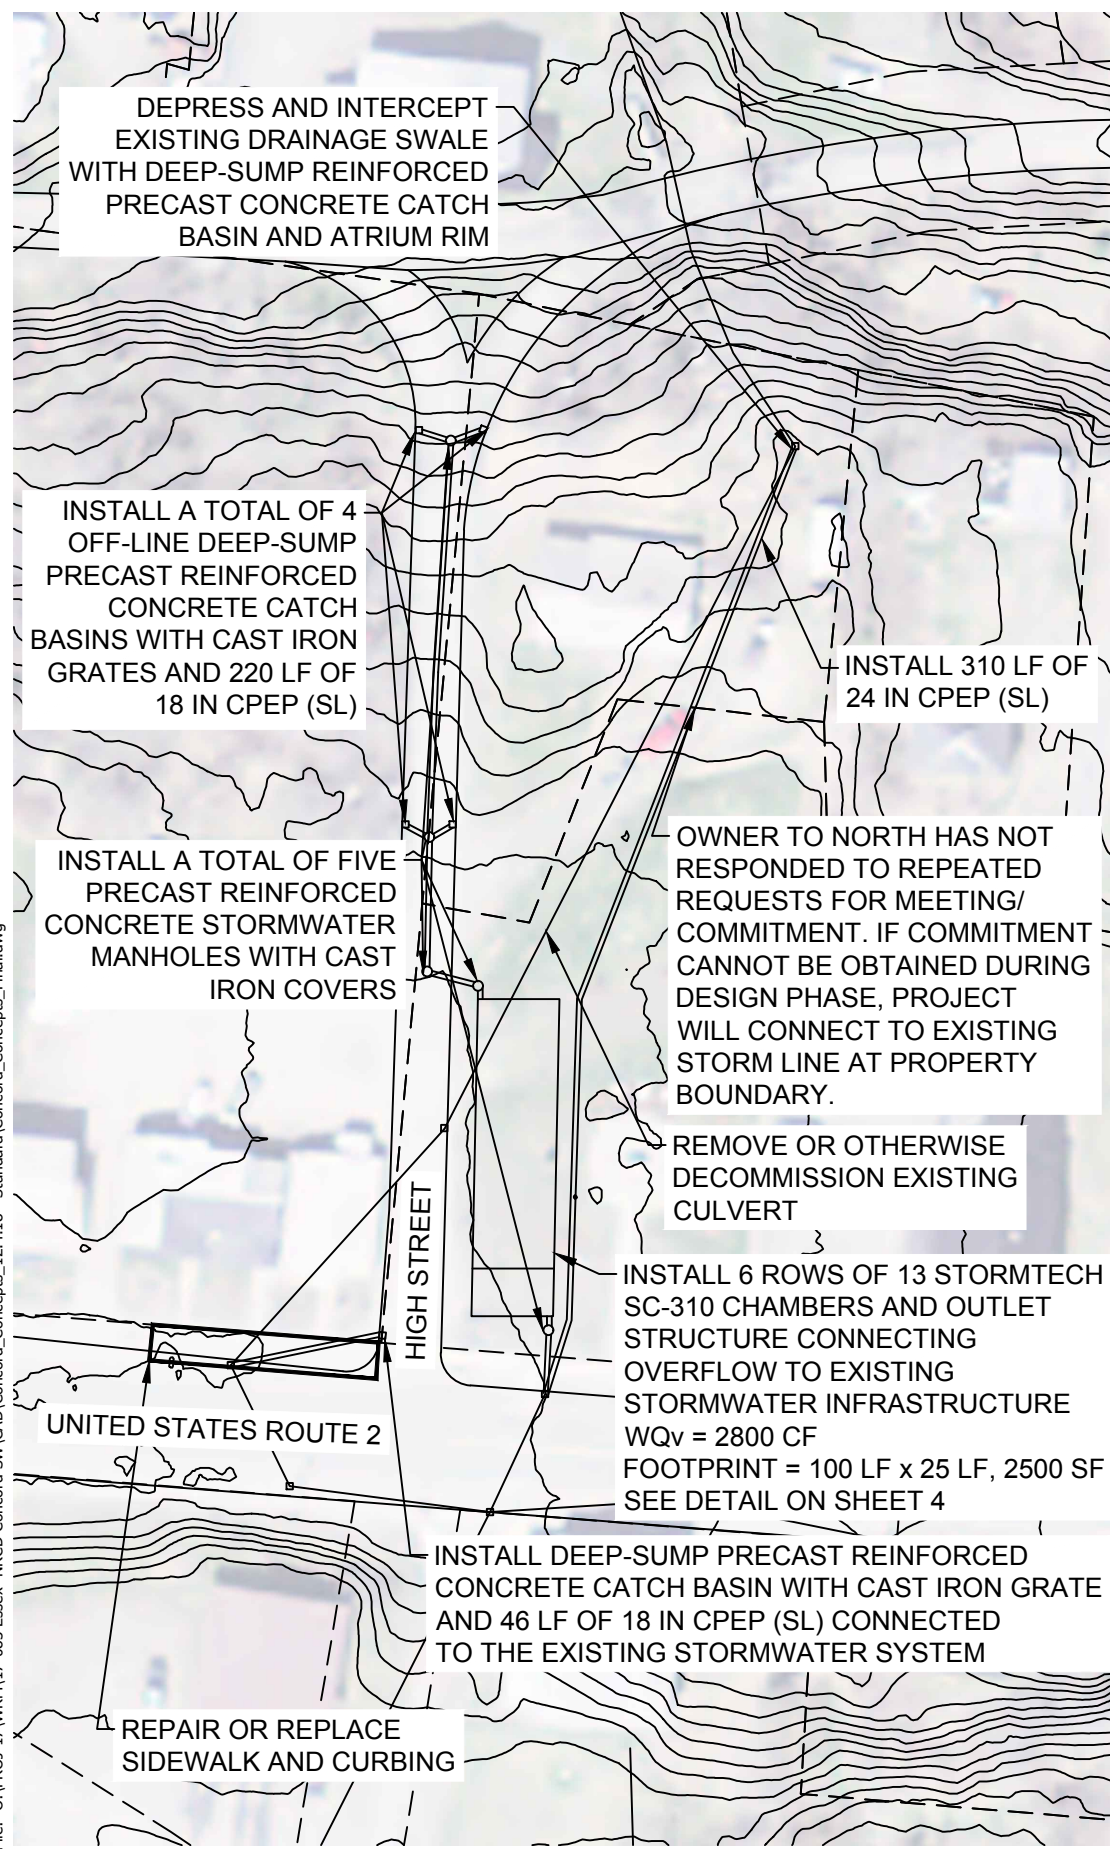 DEPRESS AND INTERCEPT
EXISTING DRAINAGE SWALE
WITH DEEP-SUMP REINFORCED
PRECAST CONCRETE CATCH
BASIN AND ATRIUM RIM
INSTALL A TOTAL OF 4
OFF-LINE DEEP-SUMP
PRECAST REINFORCED
CONCRETE CATCH
BASINS WITH CAST IRON
GRATES AND 220 LF OF
18 IN CPEP (SL)
INSTALL 310 LF OF
24 IN CPEP (SL)
OWNER TO NORTH HAS NOT
RESPONDED TO REPEATED
REQUESTS FOR MEETING/
COMMITMENT. IF COMMITMENT
CANNOT BE OBTAINED DURING
DESIGN PHASE, PROJECT
WILL CONNECT TO EXISTING
STORM LINE AT PROPERTY
BOUNDARY.
INSTALL A TOTAL OF FIVE
PRECAST REINFORCED
CONCRETE STORMWATER
MANHOLES WITH CAST
IRON COVERS
REMOVE OR OTHERWISE
DECOMMISSION EXISTING
CULVERT
HIGH STREET
INSTALL 6 ROWS OF 13 STORMTECH
SC-310 CHAMBERS AND OUTLET
STRUCTURE CONNECTING
OVERFLOW TO EXISTING
STORMWATER INFRASTRUCTURE
WQv = 2800 CF
FOOTPRINT = 100 LF x 25 LF, 2500 SF
SEE DETAIL ON SHEET 4
UNITED STATES ROUTE 2
INSTALL DEEP-SUMP PRECAST REINFORCED
CONCRETE CATCH BASIN WITH CAST IRON GRATE
AND 46 LF OF 18 IN CPEP (SL) CONNECTED
TO THE EXISTING STORMWATER SYSTEM
REPAIR OR REPLACE
SIDEWALK AND CURBING